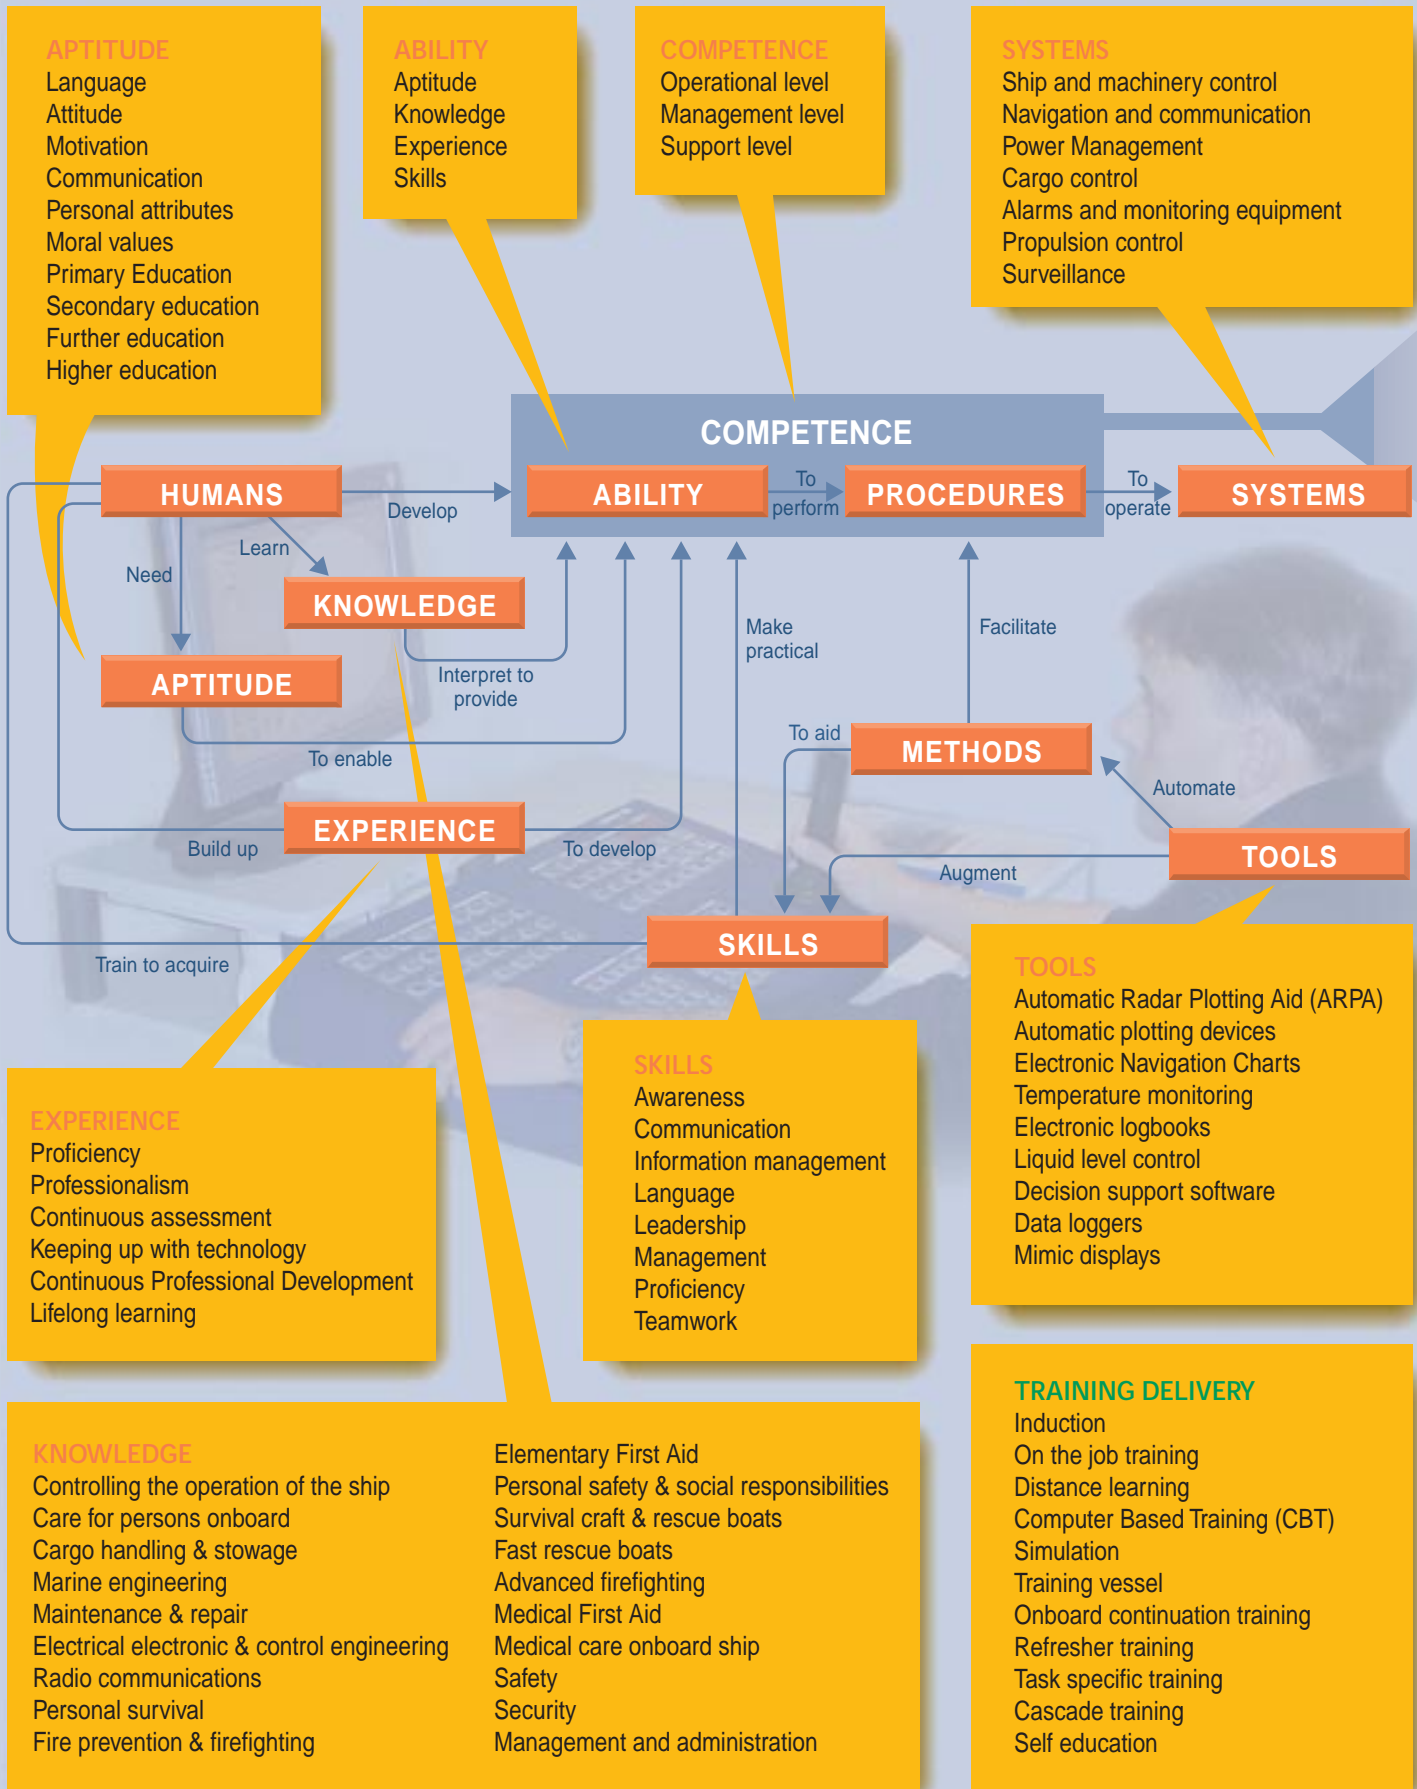 APTITUDE
Language
Attitude
Motivation
Communication
Personal attributes
Moral values
Primary Education
Secondary education
Further education
Higher education
ABILITY
Aptitude
Knowledge
Experience
Skills
COMPETENCE
Operational level
Management level
Support level
SYSTEMS
Ship and machinery control
Navigation and communication
Power Management
Cargo control
Alarms and monitoring equipment
Propulsion control
Surveillance
COMPETENCE
HUMANS
Develop
ABILITY
To
perform
PROCEDURES
To
operate
SYSTEMS
Learn
Need
KNOWLEDGE
Interpret to
provide
Make
practical
Facilitate
APTITUDE
To enable
To aid
METHODS
Automate
EXPERIENCE
Build up
To develop
TOOLS
Augment
SKILLS
Train to acquire
EXPERIENCE
Proficiency
Professionalism
Continuous assessment
Keeping up with technology
Continuous Professional Development
Lifelong learning
SKILLS
Awareness
Communication
Information management
Language
Leadership
Management
Proficiency
Teamwork
TOOLS
Automatic Radar Plotting Aid (ARPA)
Automatic plotting devices
Electronic Navigation Charts
Temperature monitoring
Electronic logbooks
Liquid level control
Decision support software
Data loggers
Mimic displays
KNOWLEDGE
Controlling the operation of the ship
Care for persons onboard
Cargo handling & stowage
Marine engineering
Maintenance & repair
Electrical electronic & control engineering
Radio communications
Personal survival
Fire prevention & firefighting
Elementary First Aid
Personal safety & social responsibilities
Survival craft & rescue boats
Fast rescue boats
Advanced firefighting
Medical First Aid
Medical care onboard ship
Safety
Security
Management and administration
TRAINING DELIVERY
Induction
On the job training
Distance learning
Computer Based Training (CBT)
Simulation
Training vessel
Onboard continuation training
Refresher training
Task specific training
Cascade training
Self education